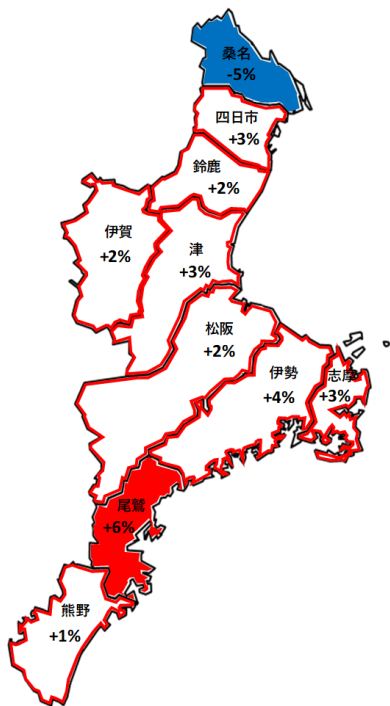 桑名
-5%
四日市
+3%
鈴鹿
+2%
伊賀
+2%
津
+3%
松阪
+2%
伊勢
+4%
志摩
+3%
尾鷲
+6%
熊野
+1%